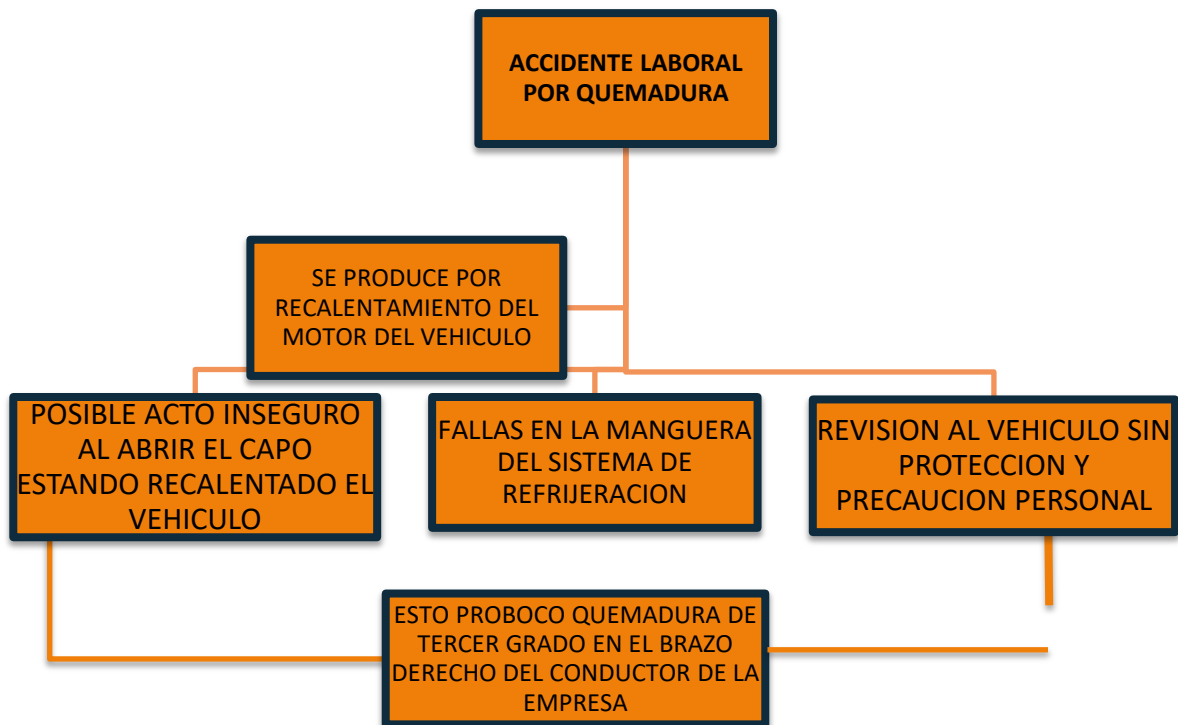 ACCIDENTE LABORAL
POR QUEMADURA
SE PRODUCE POR
RECALENTAMIENTO DEL
MOTOR DEL VEHICULO
POSIBLE ACTO INSEGURO
AL ABRIR EL CAPO
ESTANDO RECALENTADO EL
VEHICULO
FALLAS EN LA MANGUERA
DEL SISTEMA DE
REFRIJERACION
REVISION AL VEHICULO SIN
PROTECCION Y
PRECAUCION PERSONAL
ESTO PROBOCO QUEMADURA DE
TERCER GRADO EN EL BRAZO
DERECHO DEL CONDUCTOR DE LA
EMPRESA